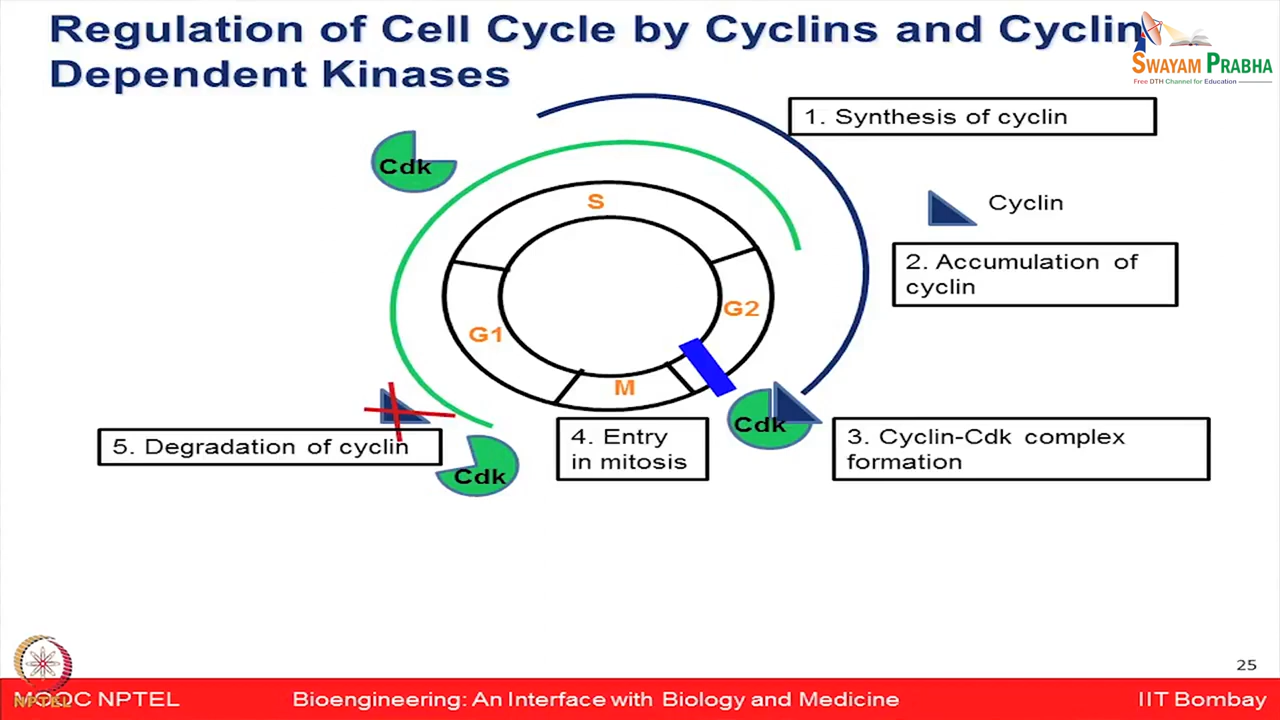 Regulation of Cell Cycle by Cyclins and Cyclin
Dependent Kinases
SWAYAM PRABHA
Free DTH Channel for Education
1. Synthesis of cyclin
Cdk
S
Cyclin
2. Accumulation of
cyclin
G2
G1
M
Cdk
3. Cyclin-Cdk complex
formation
4. Entry
in mitosis
5. Degradation of cyclin
Cdk
25
MOOC NPTEL
NPTEL
Bioengineering: An Interface with Biology and Medicine
IIT Bombay